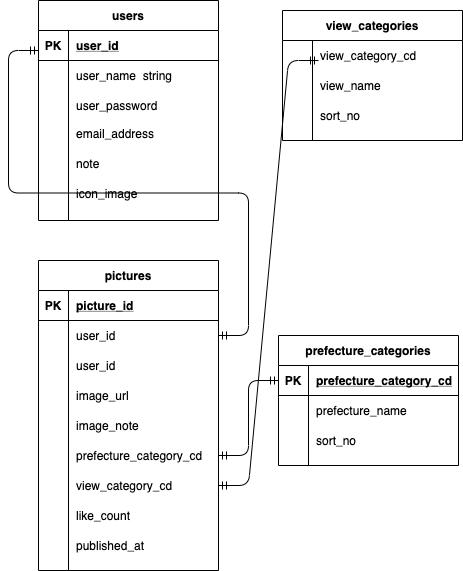 users
PK user_id
user_name string
user_password
email_address
note
icon_image
view_categories
view_category_cd
view_name
sort_no
pictures
PK picture_id
user_id
user_id
image_url
image_note
prefecture_category_cd
view_category_cd
like_count
published_at
prefecture_categories
PK prefecture_category_cd
prefecture_name
sort_no